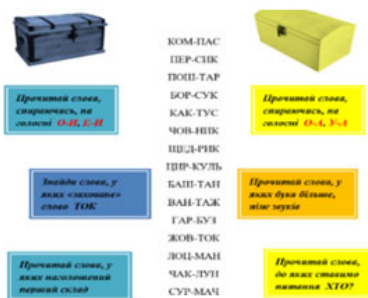 КОМ-ПАС
ПЕР-СИК
ПОШ-ТАР
БОР-СУК
КАК-ТУС
ЧОВ-НИК
ЩЕД-РИК
ЦИР-КУЛЬ
БАШ-ТАН
ВАН-ТАЖ
ГАР-БУЗ
ЖОВ-ТОК
ЛОЦ-МАН
ЧАК-ЛУН
СУР-МАЧ
Прочитай слова,
спираючись, на
голосні О-И, Е-И
Знайди слова, у
яких «заховане»
слово ТОК
Прочитай слова, у
яких наголошений
перший склад
Прочитай слова,
спираючись, на
голосні О-А, У-А
Прочитай слова, у
яких букв більше,
ніж звуків
Прочитай слова,
до яких ставимо
питання ХТО?